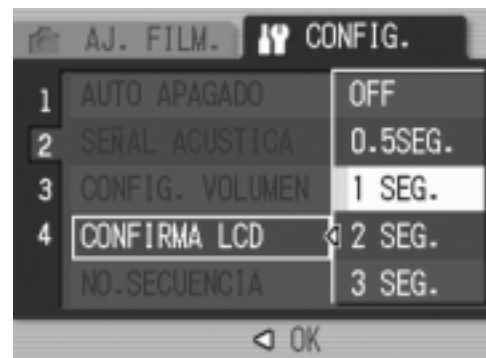 AJ. FILM. CONFIG.
1 AUTO APAGADO OFF
2 SEÑAL ACUSTICA 0.5SEG.
3 CONFIG. VOLUMEN 1 SEG.
4 CONFIRMA LCD 2 SEG.
NO.SECUENCIA 3 SEG.
OK